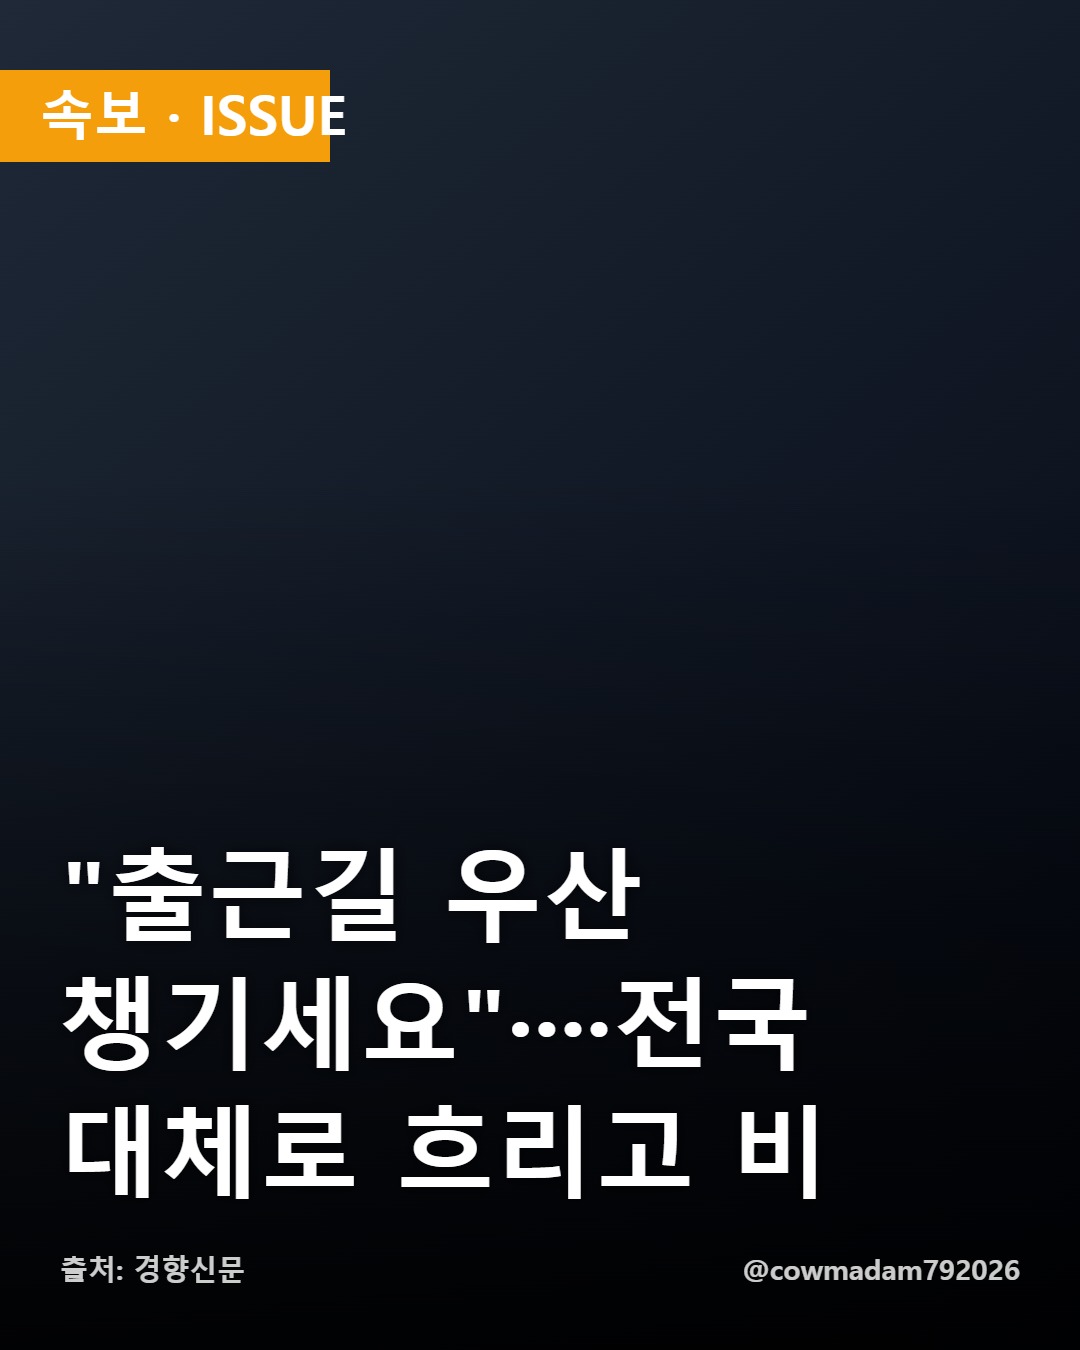 속보 · ISSUE
"출근길 우산
챙기세요"····전국
대체로 흐리고 비
출처: 경향신문
@cowmadam792026